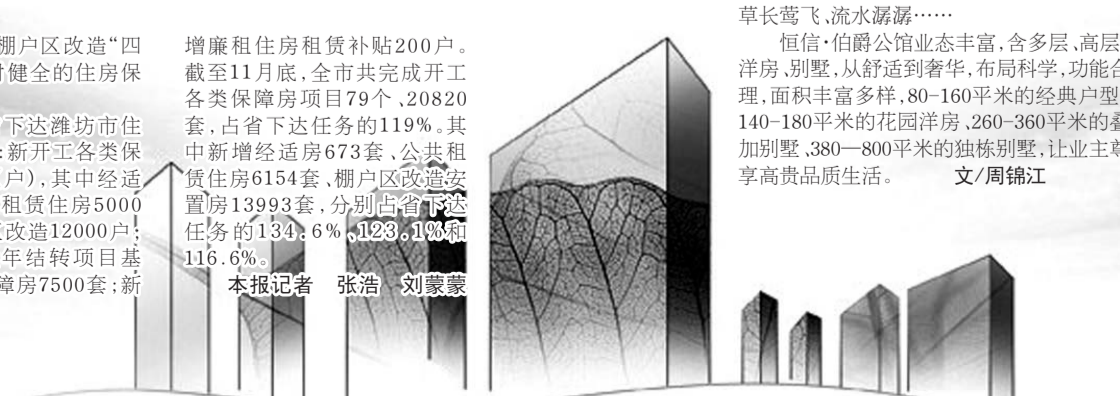 棚户区改造“四
健全的住房保
下达潍坊市住
:新开工各类保
户),其中经适
租赁住房5000
改造12000户;
年结转项目基
障房7500套;新
增廉租住房租赁补贴200户。
截至11月底,全市共完成开工
各类保障房项目79个、20820
套,占省下达任务的119%。其
中新增经适房673套、公共租
赁住房6154套、棚户区改造安
置房13993套,分别占省下达
任务的134.6%、123.1%和
116.6%。
本报记者 张浩 刘蒙蒙
草长莺飞、流水潺潺……
恒信·伯爵公馆业态丰富,含多层、高层、
洋房、别墅,从舒适到奢华,布局科学,功能合
理,面积丰富多样,80-160平米的经典户型、
140-180平米的花园洋房、260-360平米的叠
加别墅、380—800平米的独栋别墅,让业主尊
享高贵品质生活。 文/周锦江